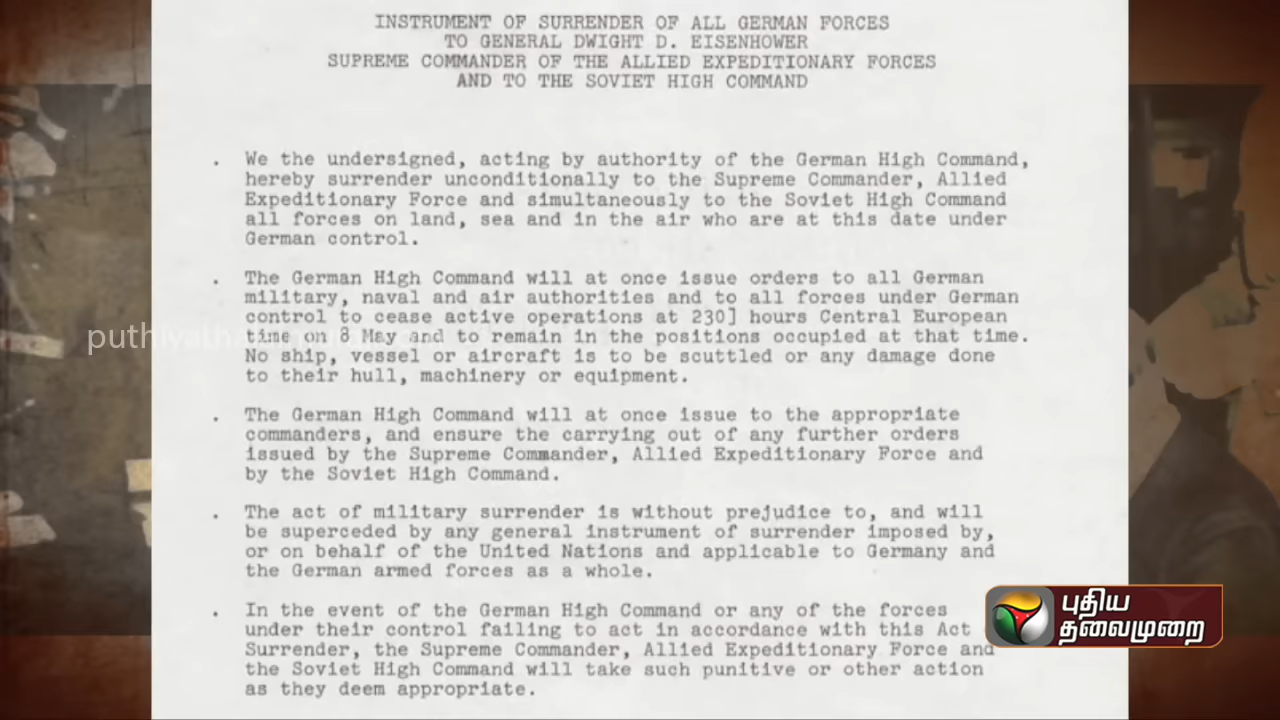 INSTRUMENT OF SURRENDER OF ALL GERMAN FORCES
TO GENERAL DWIGHT D. EISENHOWER
SUPREME COMMANDER OF THE ALLIED EXPEDITIONARY FORCES
AND TO THE SOVIET HIGH COMMAND
. We the undersigned, acting by authority of the German High Command,
hereby surrender unconditionally to the Supreme Commander, Allied
Expeditionary Force and simultaneously to the Soviet High Command
all forces on land, sea and in the air who are at this date under
German control.
. The German High Command will at once issue orders to all German
military, naval and air authorities and to all forces under German
control to cease active operations at 230] hours Central European
time on 8 May and to remain in the positions occupied at that time.
No ship, vessel or aircraft is to be scuttled or any damage done
to their hull, machinery or equipment.
. The German High Command will at once issue to the appropriate
commanders, and ensure the carrying out of any further orders
issued by the Supreme Commander, Allied Expeditionary Force and
by the Soviet High Command.
. The act of military surrender is without prejudice to, and will
be superceded by any general instrument of surrender imposed by,
or on behalf of the United Nations and applicable to Germany and
the German armed forces as a whole.
. In the event of the German High Command or any of the forces
under their control failing to act in accordance with this Act
Surrender, the Supreme Commander, Allied Expeditionary Force and
the Soviet High Command will take such punitive or other action
as they deem appropriate.
புதிய
தலைமுறை